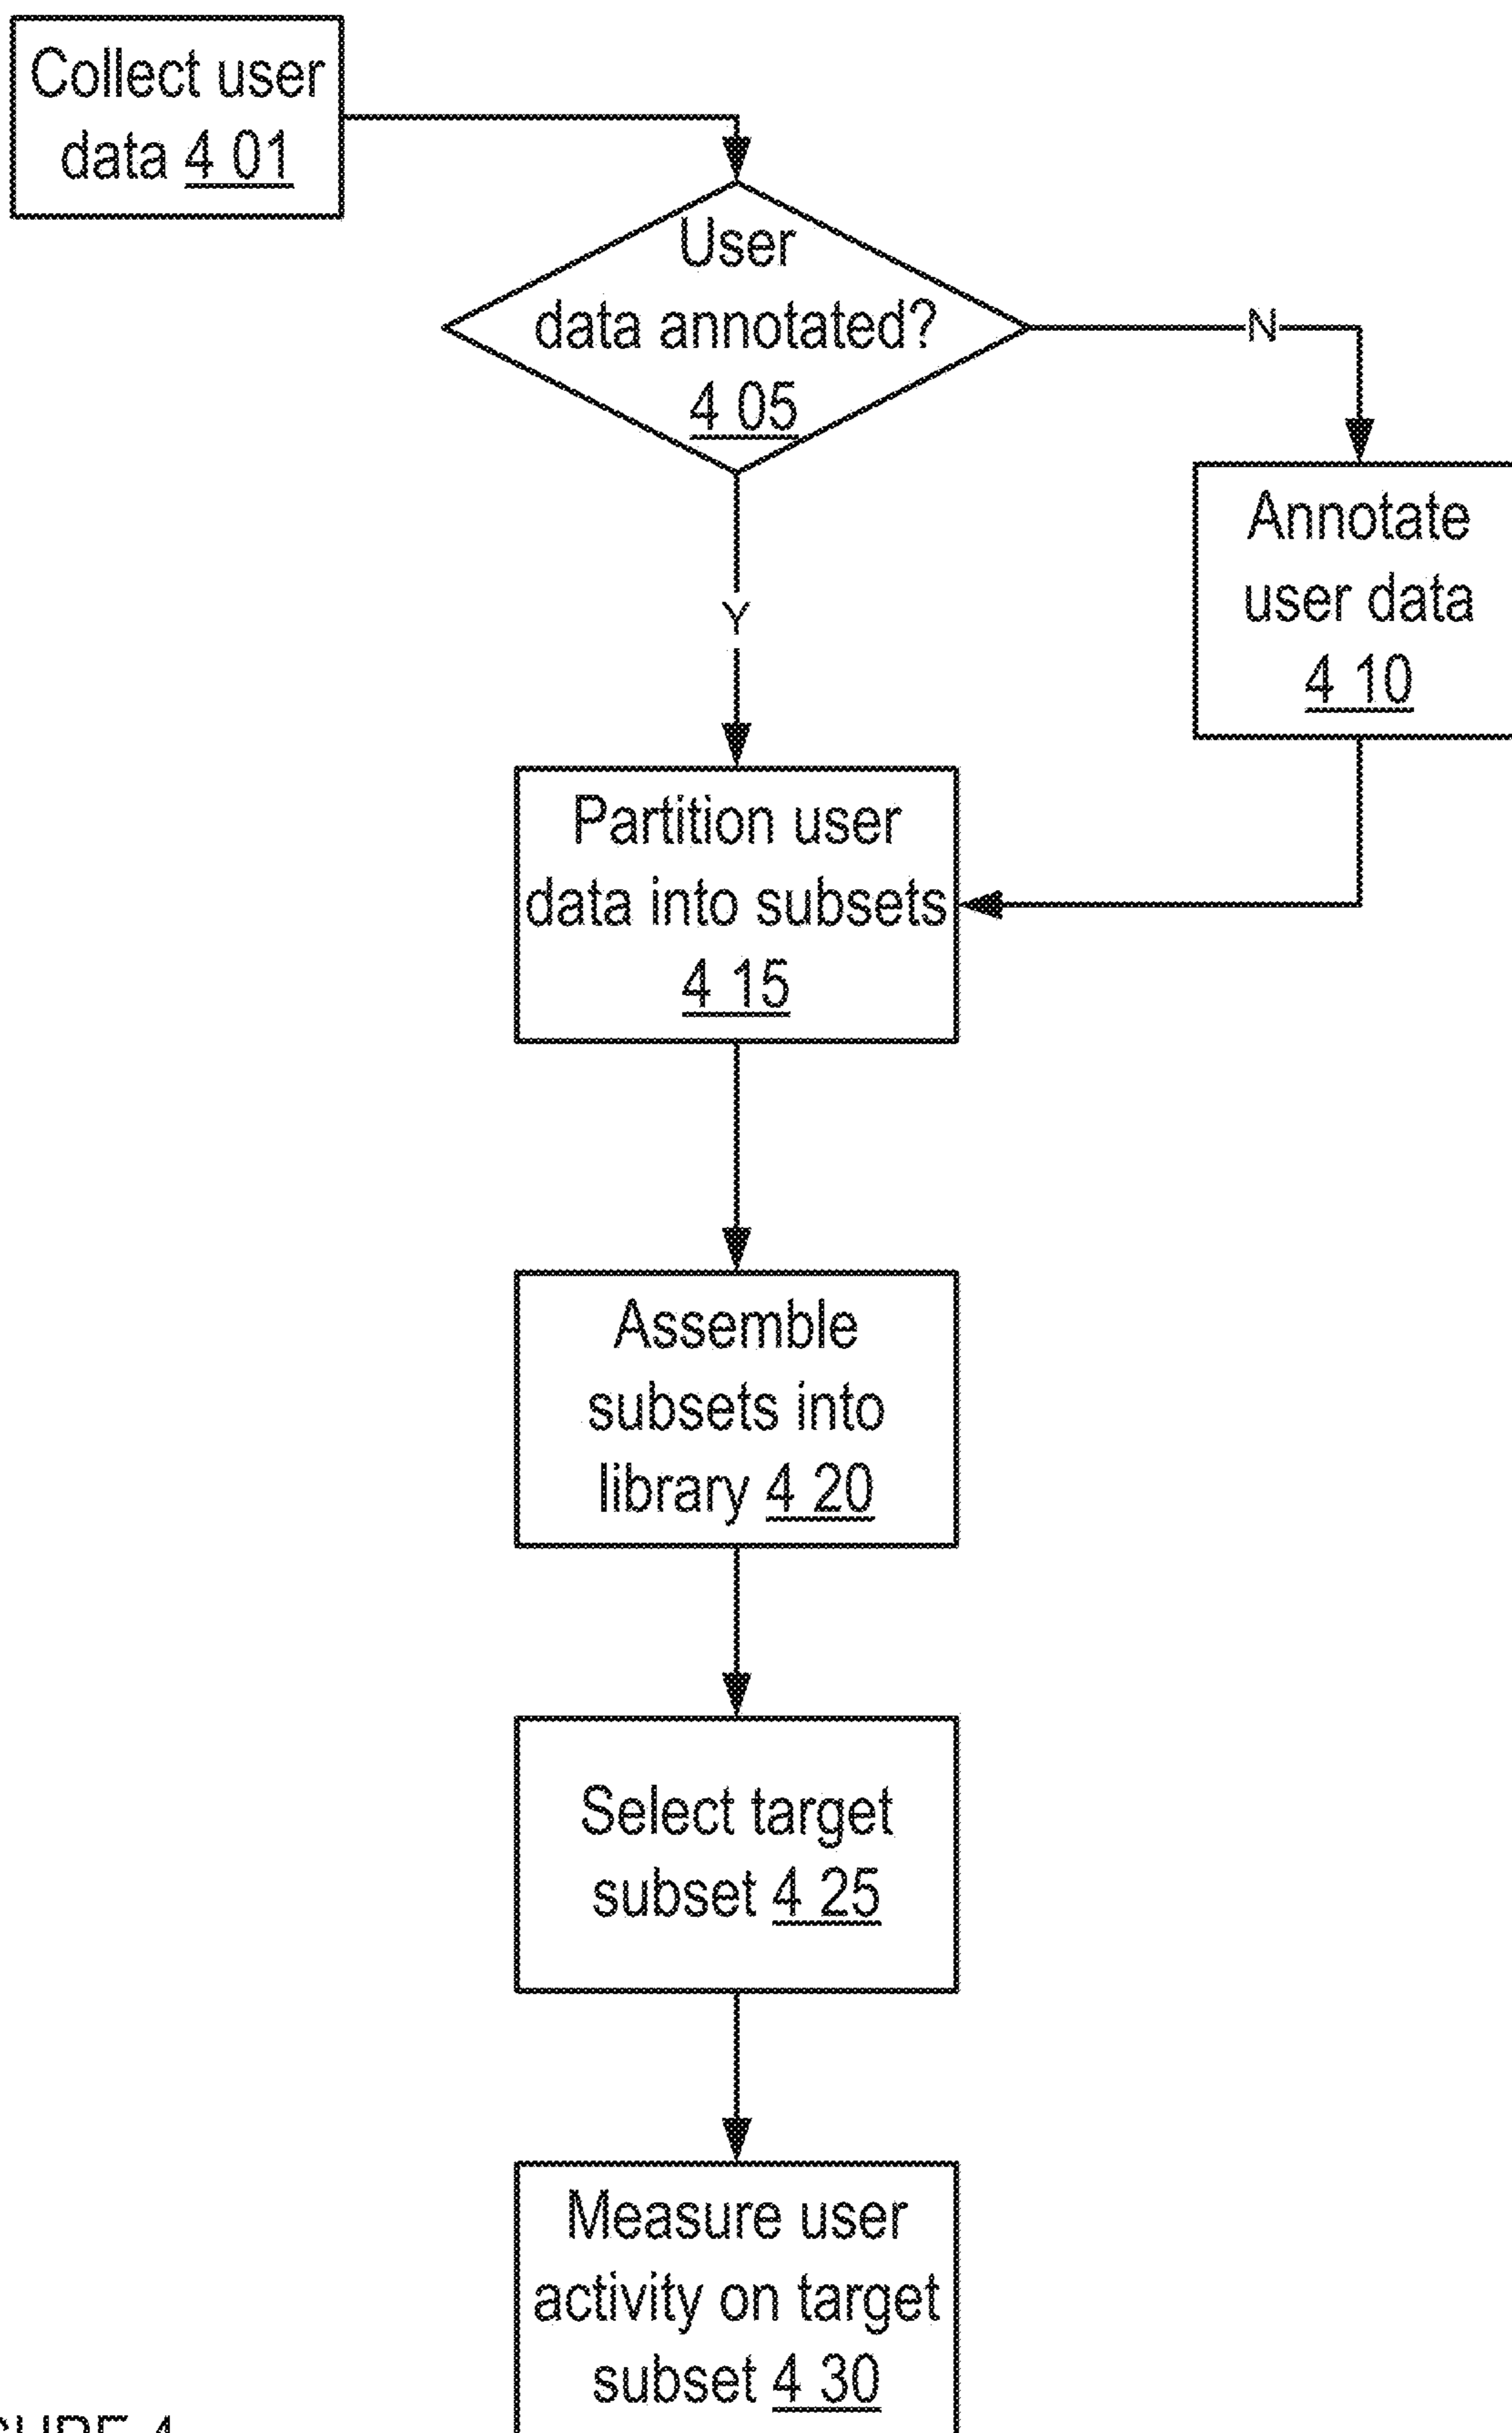 Collect user
data 4 01
User
data annotated?
4 05
N
Annotate
user data
4 10
Y
Partition user
data into subsets
4 15
Assemble
subsets into
library 4 20
Select target
subset 4 25
Measure user
activity on target
subset 4 30